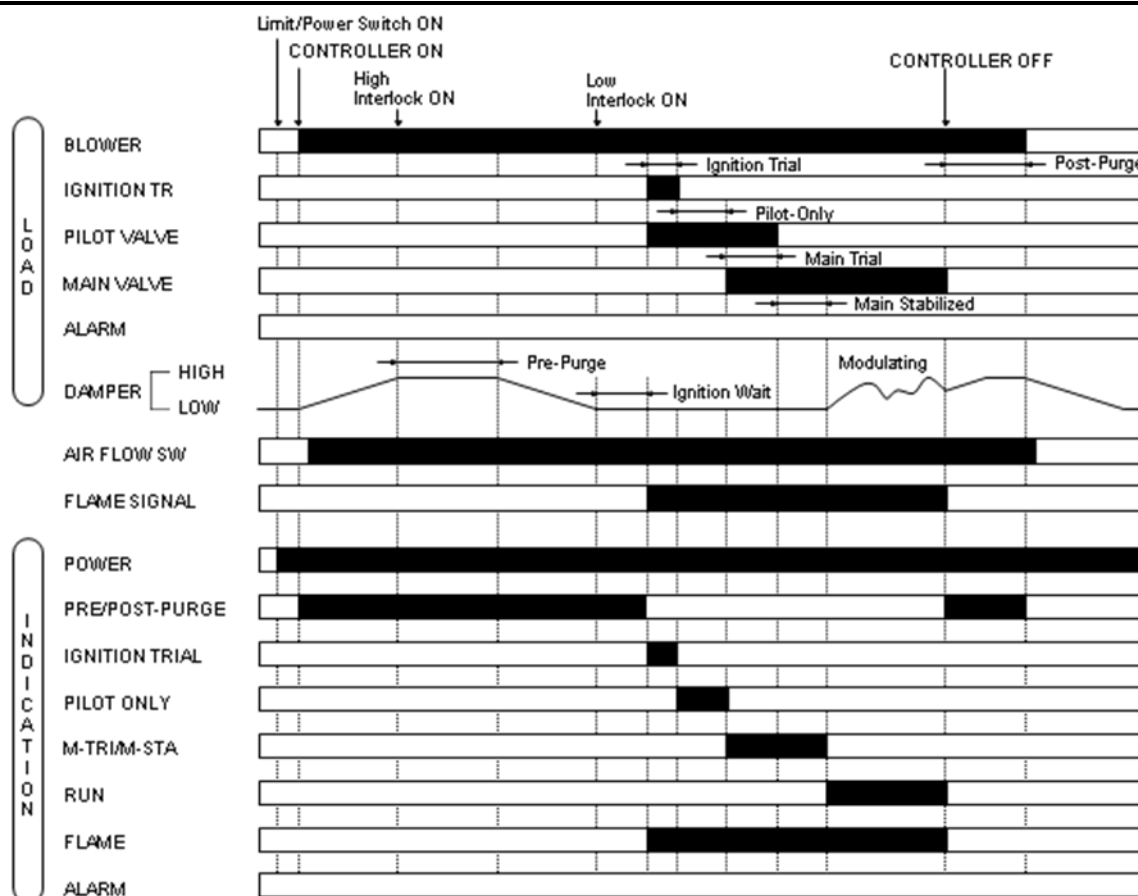 Limit/Power Switch ON
CONTROLLER ON
High
Interlock ON
Low
Interlock ON
CONTROLLER OFF
LOAD
BLOWER
Ignition Trial
Post-Purge
IGNITION TR
Pilot-Only
PILOT VALVE
Main Trial
MAIN VALVE
Main Stabilized
ALARM
Pre-Purge
Modulating
DAMPER
HIGH
LOW
Ignition Wait
AIR FLOW SW
FLAME SIGNAL
INDICATION
POWER
PRE/POST-PURGE
IGNITION TRIAL
PILOT ONLY
M-TRI/M-STA
RUN
FLAME
ALARM